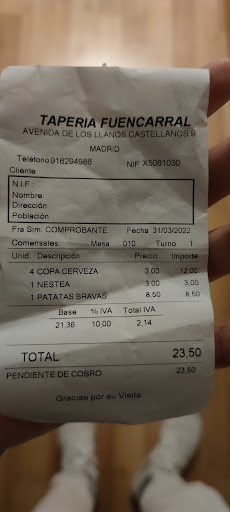 TAPERIA FUENCARRAL
AVENIDA DE LOS LLANOS CASTELLANOS 9
MADRID
Teléfono 916294986 NIF X5081030
Cliente
N.I.F.:
Nombre:
Dirección:
Población
Fra Sim. COMPROBANTE Fecha 31/03/2022
Comensales: Mesa 010 Turno 1
Unid Descripción Precio Importe
4 COPA CERVEZA 3,00 12,00
1 NESTEA 3,00 3,00
1 PATATAS BRAVAS 8,50 8,50
Base % IVA Total IVA
21,36 10,00 2,14
TOTAL 23,50
PENDIENTE DE COBRO 23,50
Gracias por su Visita